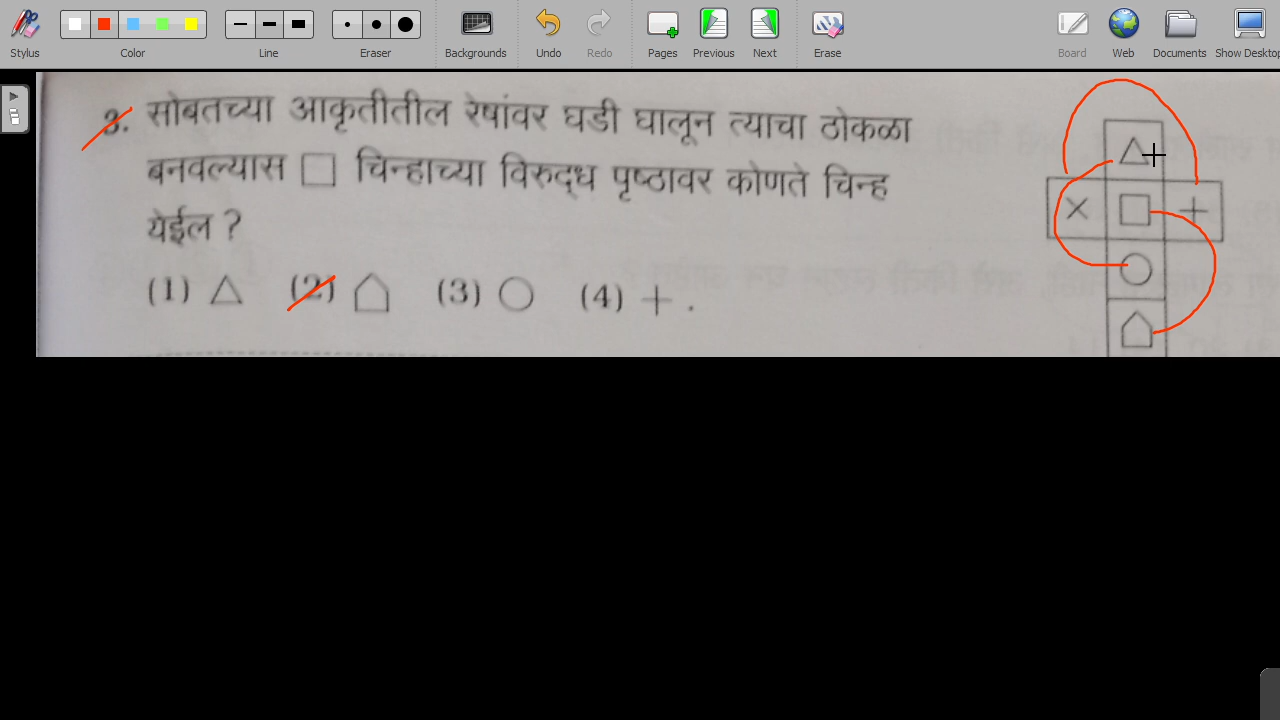 Stylus
Color
Line
Eraser
Backgrounds
Undo
Redo
Pages
Previous
Next
Erase
Board
Web
Documents
Show Desktop
3. सोबतच्या आकृतीतील रेषांवर घडी घालून त्याचा ठोकळा
बनवल्यास □ चिन्हाच्या विरुद्ध पृष्ठावर कोणते चिन्ह
येईल ?
(1) △ (2) ⌂ (3) ○ (4) + .